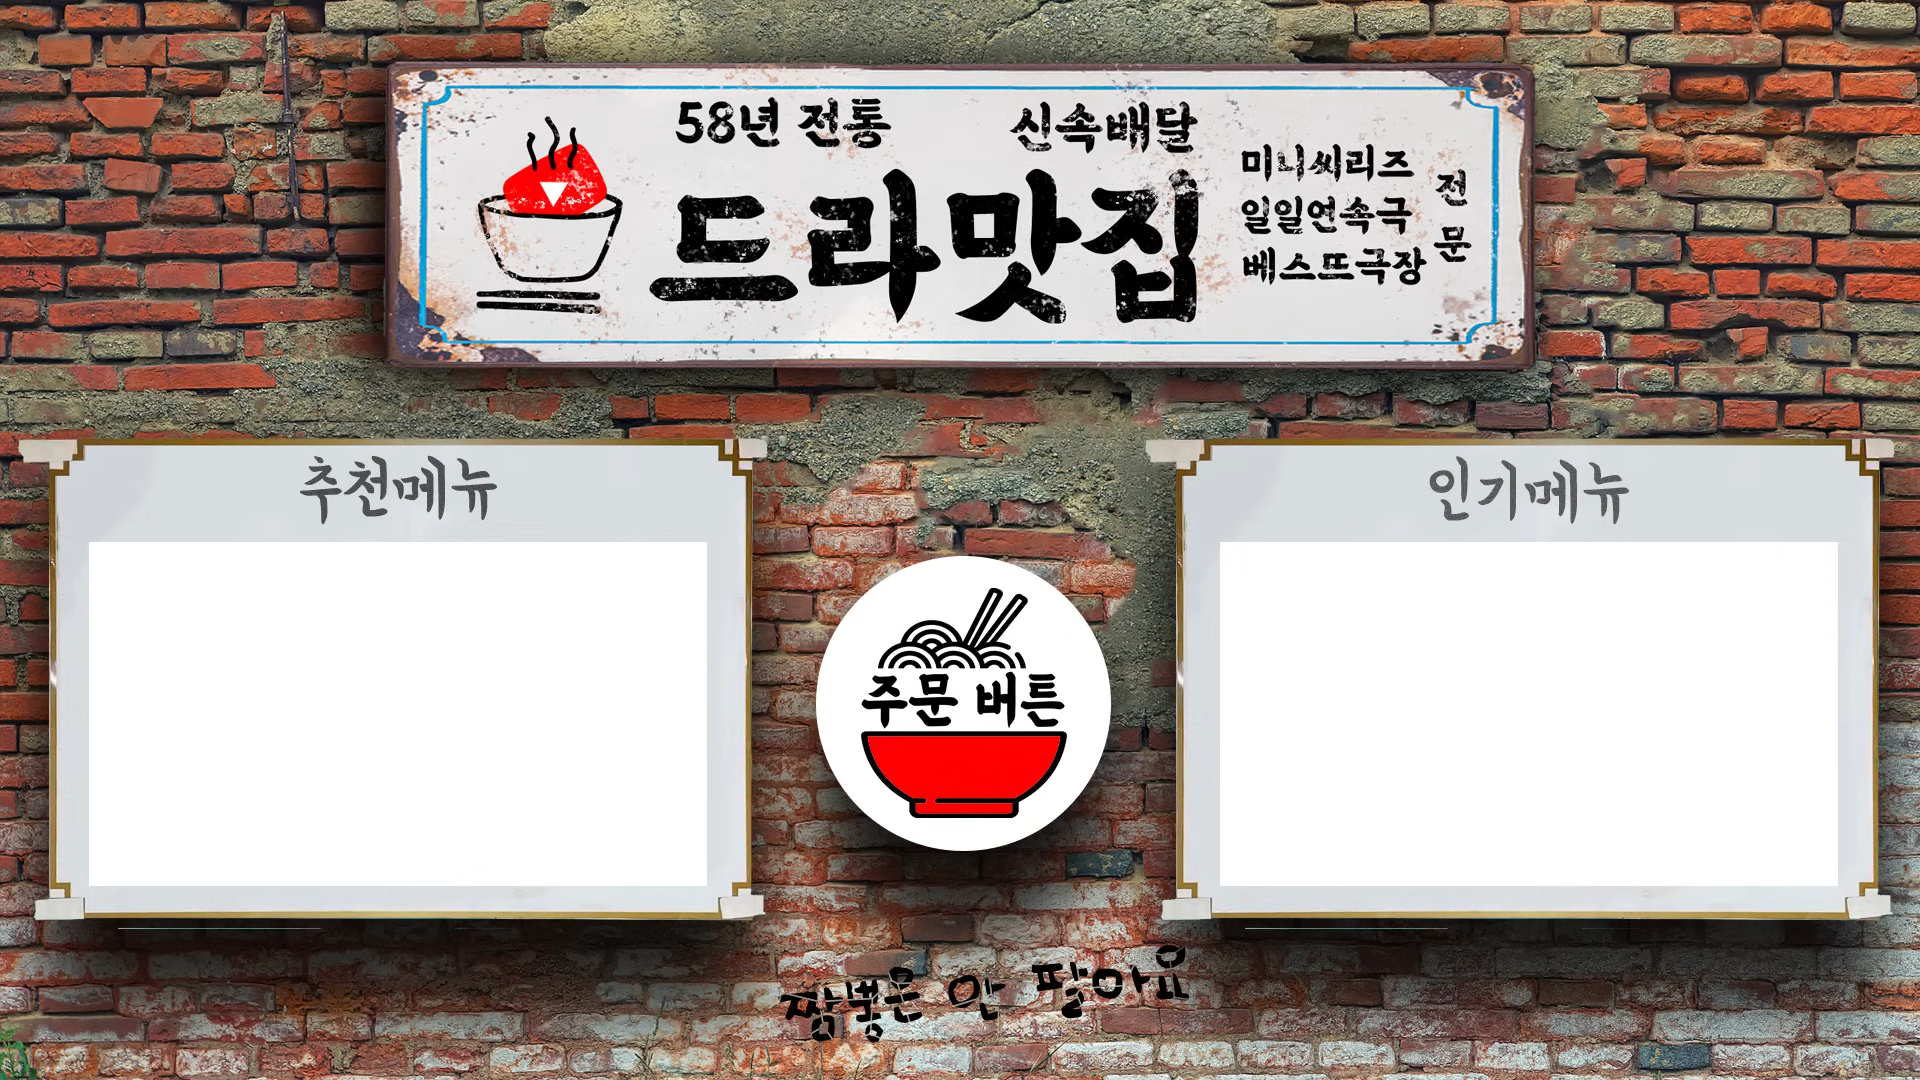 58년 전통 신속배달
드라맛집
미니씨리즈
일일연속극
베스뜨극장
전문
추천메뉴
인기메뉴
주문 버튼
짬뽕은 안 팔아요